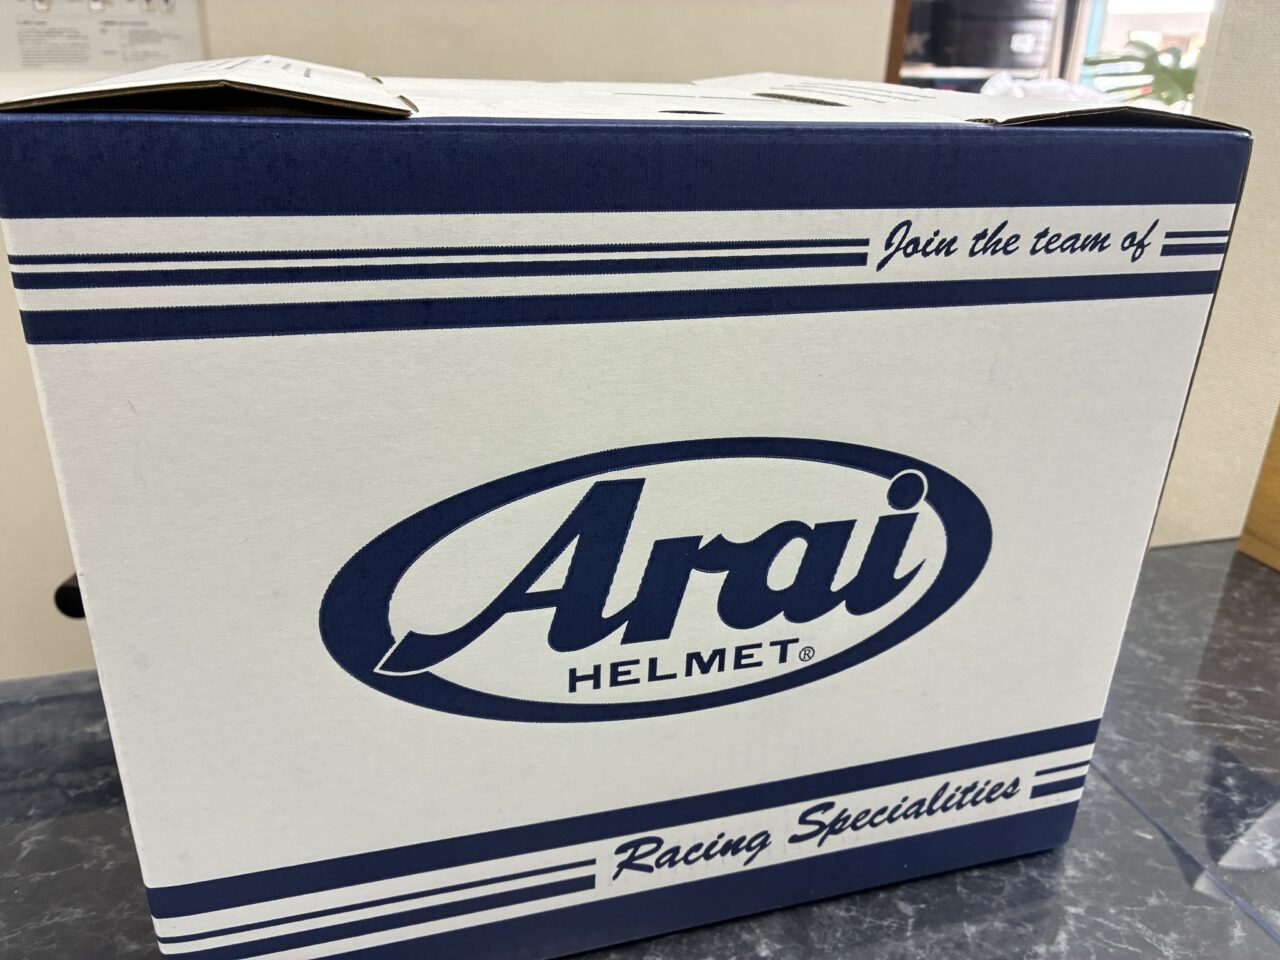 Join the team of
Arai
HELMET®
Racing Specialities